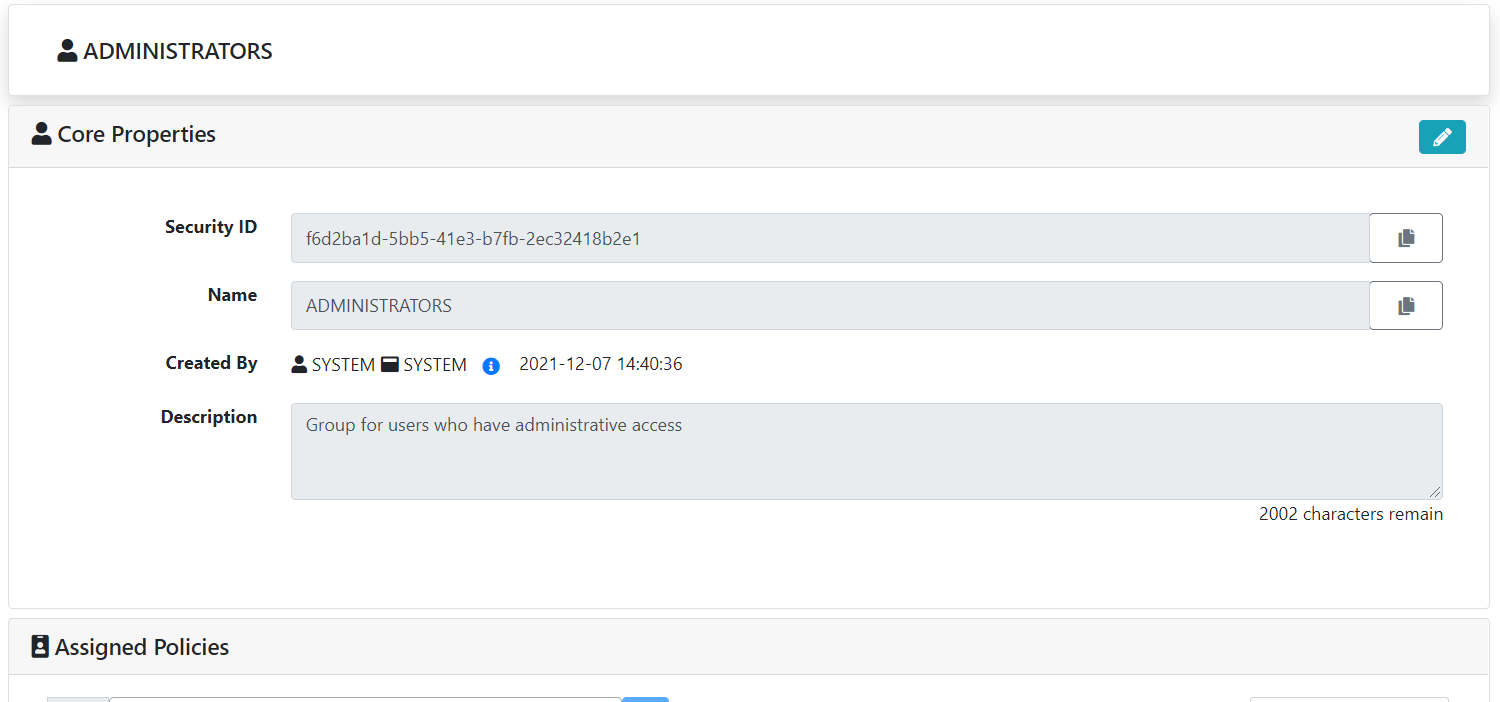 ADMINISTRATORS
Core Properties
Security ID
f6d2ba1d-5bb5-41e3-b7fb-2ec32418b2e1
Name
ADMINISTRATORS
Created By
SYSTEM SYSTEM 2021-12-07 14:40:36
Description
Group for users who have administrative access
2002 characters remain
Assigned Policies